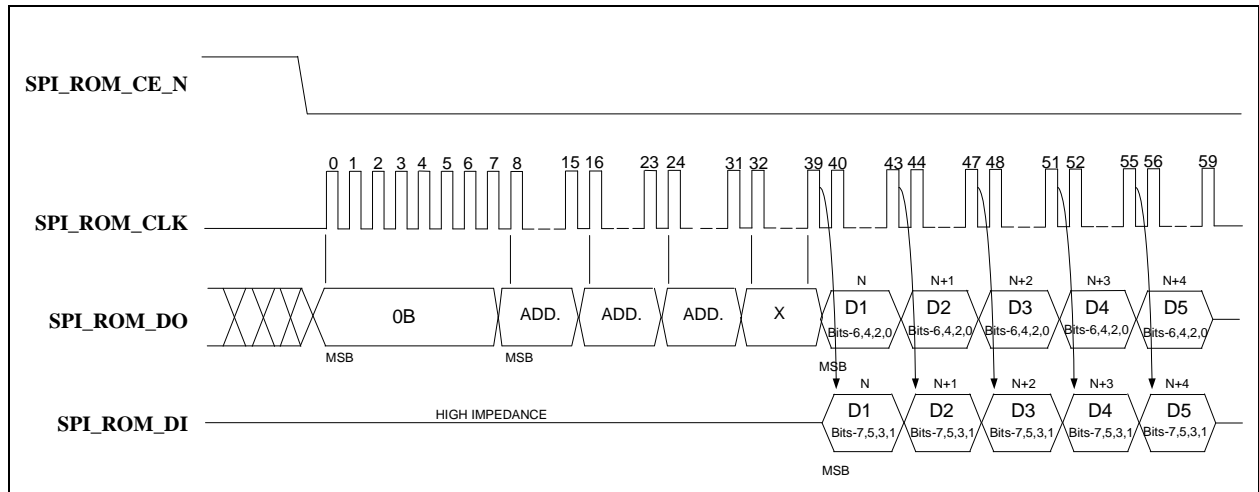 SPI_ROM_CE_N
0 1 2 3 4 5 6 7 8 15 16 23 24 31 32 39 40 43 44 47 48 51 52 55 56 59
SPI_ROM_CLK
N N+1 N+2 N+3 N+4
SPI_ROM_DO 0B ADD. ADD. ADD. X D1 D2 D3 D4 D5
Bits-6,4,2,0 Bits-6,4,2,0 Bits-6,4,2,0 Bits-6,4,2,0 Bits-6,4,2,0
MSB MSB MSB
N N+1 N+2 N+3 N+4
SPI_ROM_DI HIGH IMPEDANCE D1 D2 D3 D4 D5
Bits-7,5,3,1 Bits-7,5,3,1 Bits-7,5,3,1 Bits-7,5,3,1 Bits-7,5,3,1
MSB